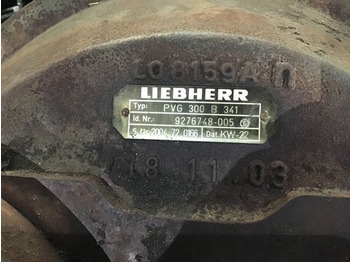 LO 8159A
LIEBHERR
Typ: PVG 300 B 341
Id. Nr.: 9276748-005
S. Nr. 2004 72 0166 Dat. KW-22
18 11 03